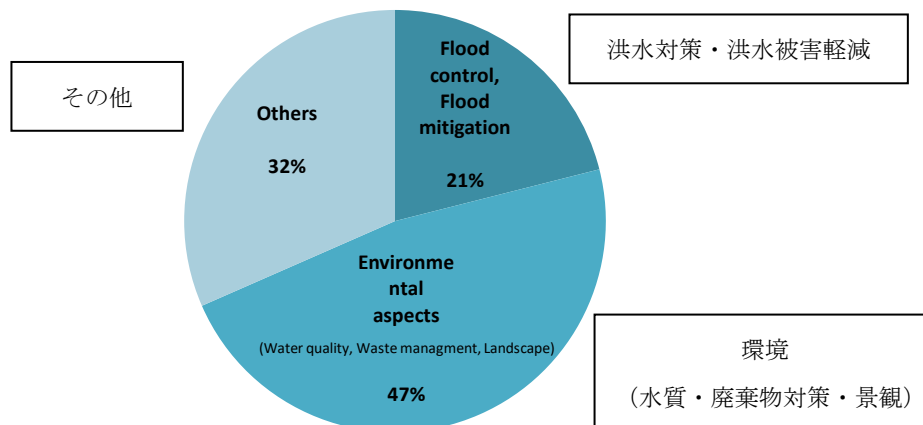 Flood
control,
Flood
mitigation
21%
洪水対策・洪水被害軽減
その他
Others
32%
Environme
ntal
aspects
(Water quality, Waste managment, Landscape)
47%
環境
（水質・廃棄物対策・景観）